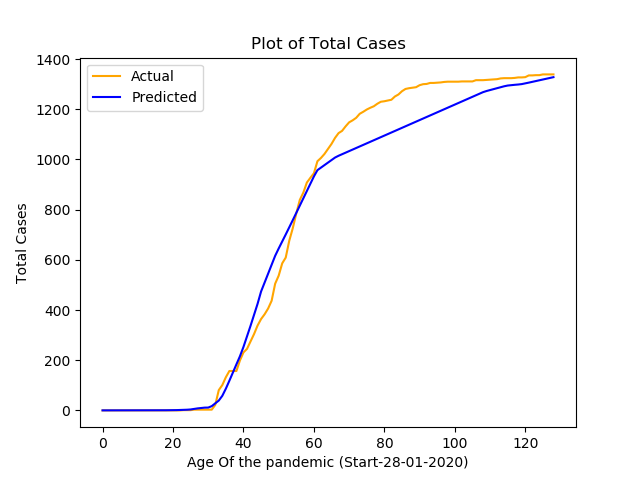 Plot of Total Cases
Actual
Predicted
1400
1200
1000
800
600
400
200
0
Total Cases
0 20 40 60 80 100 120
Age Of the pandemic (Start-28-01-2020)